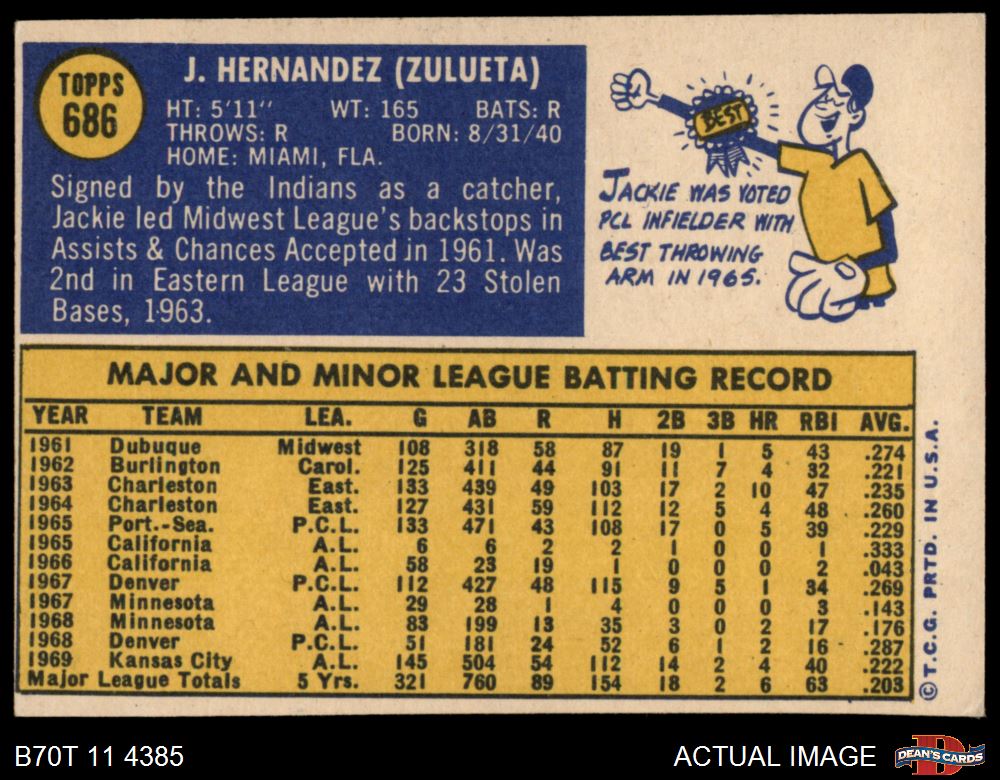 TOPPS
686
J. HERNANDEZ (ZULUETA)
HT: 5'11" WT: 165 BATS: R
THROWS: R BORN: 8/31/40
HOME: MIAMI, FLA.
Signed by the Indians as a catcher,
Jackie led Midwest League's backstops in
Assists & Chances Accepted in 1961. Was
2nd in Eastern League with 23 Stolen
Bases, 1963.
BEST
JACKIE WAS VOTED
PCL INFIELDER WITH
BEST THROWING
ARM IN 1965.
MAJOR AND MINOR LEAGUE BATTING RECORD
YEAR TEAM LEA. G AB R H 2B 3B HR RBI AVG.
1961 Dubuque Midwest 108 318 58 87 19 1 5 43 .274
1962 Burlington Carol. 125 411 44 91 11 7 4 32 .221
1963 Charleston East. 133 439 49 103 17 2 10 47 .235
1964 Charleston East. 127 431 59 112 12 5 4 48 .260
1965 Port.-Sea. P.C.L. 133 471 43 108 17 0 5 39 .229
1965 California A.L. 6 6 2 2 1 0 0 1 .333
1966 California A.L. 58 23 19 1 0 0 0 2 .043
1967 Denver P.C.L. 112 427 48 115 9 5 1 34 .269
1967 Minnesota A.L. 29 28 1 4 0 0 0 3 .143
1968 Minnesota A.L. 83 199 13 35 3 0 2 17 .176
1968 Denver P.C.L. 51 181 24 52 6 1 2 16 .287
1969 Kansas City A.L. 145 504 54 112 14 2 4 40 .222
Major League Totals 5 Yrs. 321 760 89 154 18 2 6 63 .203
© T.C.G. PRTD. IN U.S.A.
B70T 11 4385
ACTUAL IMAGE
DEAN'S CARDS